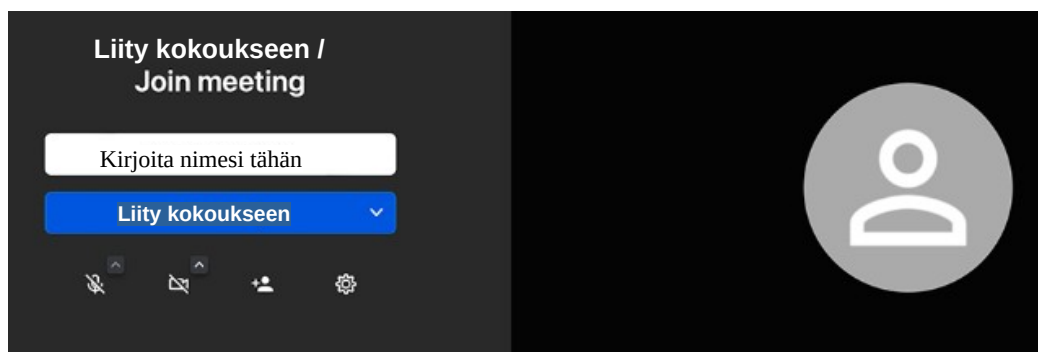 Liity kokoukseen /
Join meeting
Kirjoita nimesi tähän
Liity kokoukseen